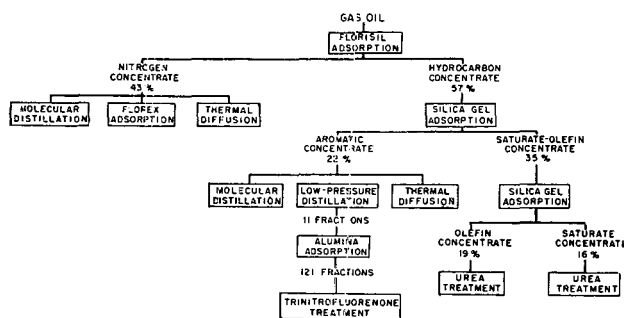 GAS OIL
FLORISIL
ADSORPTION
NITROGEN
CONCENTRATE
43 %
HYDROCARBON
CONCENTRATE
57 %
MOLECULAR
DISTILLATION
FLOREX
ADSORPTION
THERMAL
DIFFUSION
SILICA GEL
ADSORPTION
AROMATIC
CONCENTRATE
22 %
SATURATE-OLEFIN
CONCENTRATE
35 %
MOLECULAR
DISTILLATION
LOW-PRESSURE
DISTILLATION
THERMAL
DIFFUSION
SILICA GEL
ADSORPTION
11 FRACTIONS
ALUMINA
ADSORPTION
OLEFIN
CONCENTRATE
19 %
SATURATE
CONCENTRATE
16 %
121 FRACTIONS
UREA
TREATMENT
UREA
TREATMENT
TRINITROFLUORENONE
TREATMENT